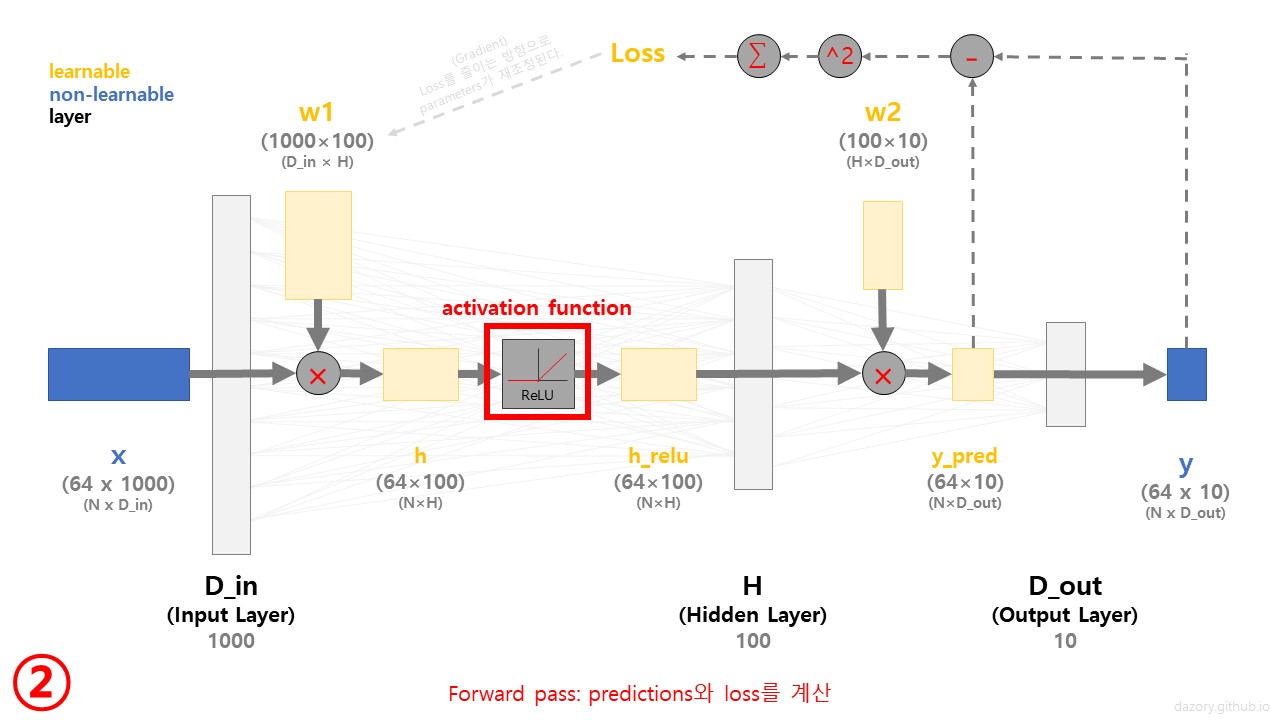 learnable
non-learnable
layer
(Gradient)
Loss를 줄이는 방향으로
parameters가 재조정된다.
Loss
∑
^2
-
w1
(1000×100)
(D_in × H)
w2
(100×10)
(H×D_out)
activation function
×
ReLU
×
x
(64 x 1000)
(N x D_in)
h
(64×100)
(N×H)
h_relu
(64×100)
(N×H)
y_pred
(64×10)
(N×D_out)
y
(64 x 10)
(N x D_out)
D_in
(Input Layer)
1000
H
(Hidden Layer)
100
D_out
(Output Layer)
10
②
Forward pass: predictions와 loss를 계산
dazory.github.io